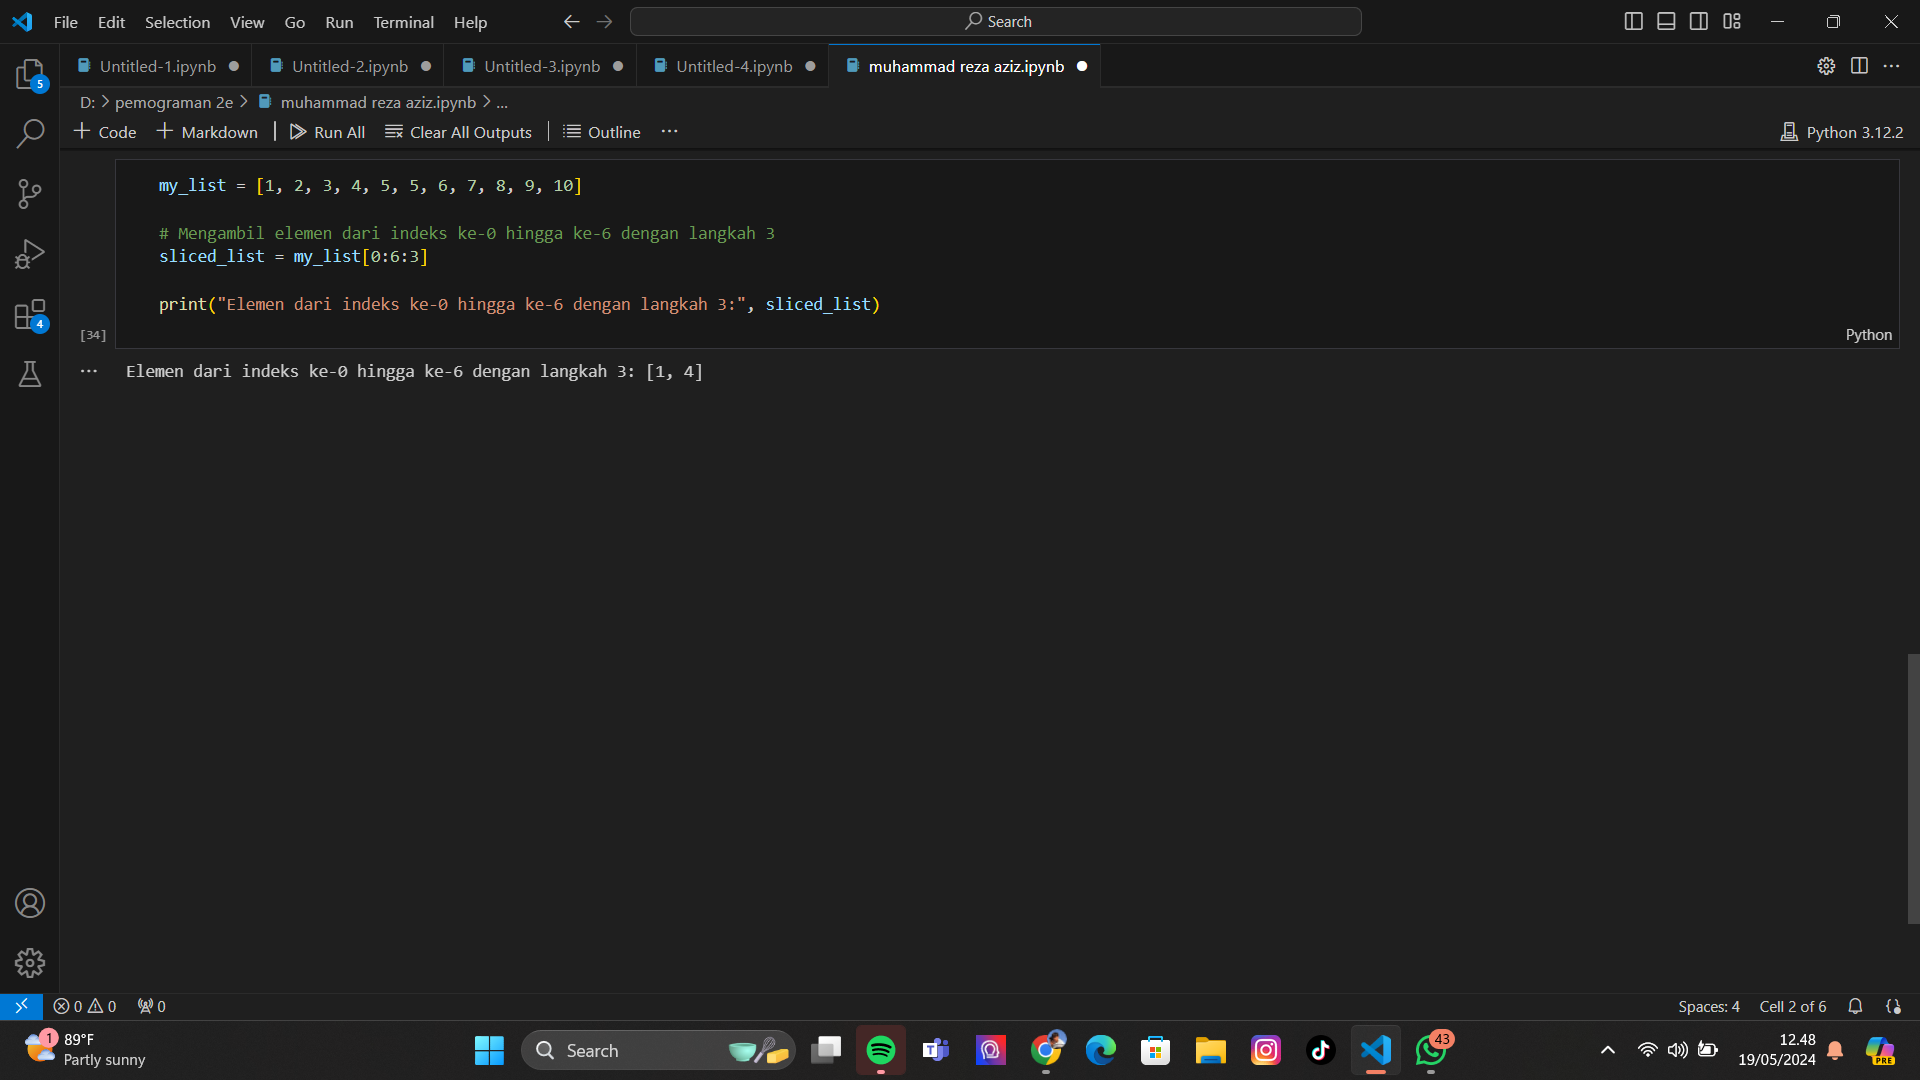 File Edit Selection View Go Run Terminal Help
Search
Untitled-1.ipynb
Untitled-2.ipynb
Untitled-3.ipynb
Untitled-4.ipynb
muhammad reza aziz.ipynb
5
D: > pemograman 2e > muhammad reza aziz.ipynb > ...
+ Code + Markdown Run All Clear All Outputs Outline ...
Python 3.12.2
my_list = [1, 2, 3, 4, 5, 5, 6, 7, 8, 9, 10]
# Mengambil elemen dari indeks ke-0 hingga ke-6 dengan langkah 3
sliced_list = my_list[0:6:3]
print("Elemen dari indeks ke-0 hingga ke-6 dengan langkah 3:", sliced_list)
4
[34]
Python
... Elemen dari indeks ke-0 hingga ke-6 dengan langkah 3: [1, 4]
0 0 0
Spaces: 4
Cell 2 of 6
1
89°F
Partly sunny
Search
T
43
12.48
19/05/2024
PRE